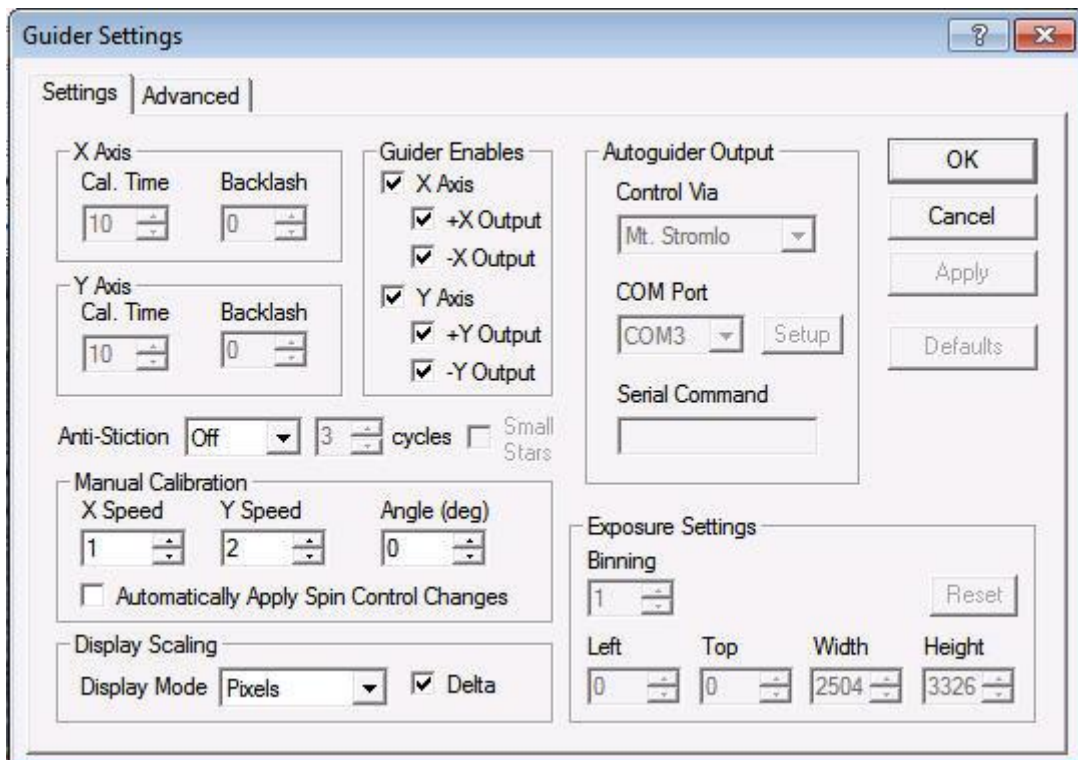 Guider Settings
Settings
Advanced
X Axis
Cal. Time
Backlash
10
0
Y Axis
Cal. Time
Backlash
10
0
Guider Enables
X Axis
+X Output
-X Output
Y Axis
+Y Output
-Y Output
Autoguider Output
Control Via
Mt. Stromlo
COM Port
COM3
Setup
Serial Command
OK
Cancel
Apply
Defaults
Anti-Stiction
Off
3
cycles
Small
Stars
Manual Calibration
X Speed
Y Speed
Angle (deg)
1
2
0
Automatically Apply Spin Control Changes
Display Scaling
Display Mode
Pixels
Delta
Exposure Settings
Binning
1
Reset
Left
Top
Width
Height
0
0
2504
3326